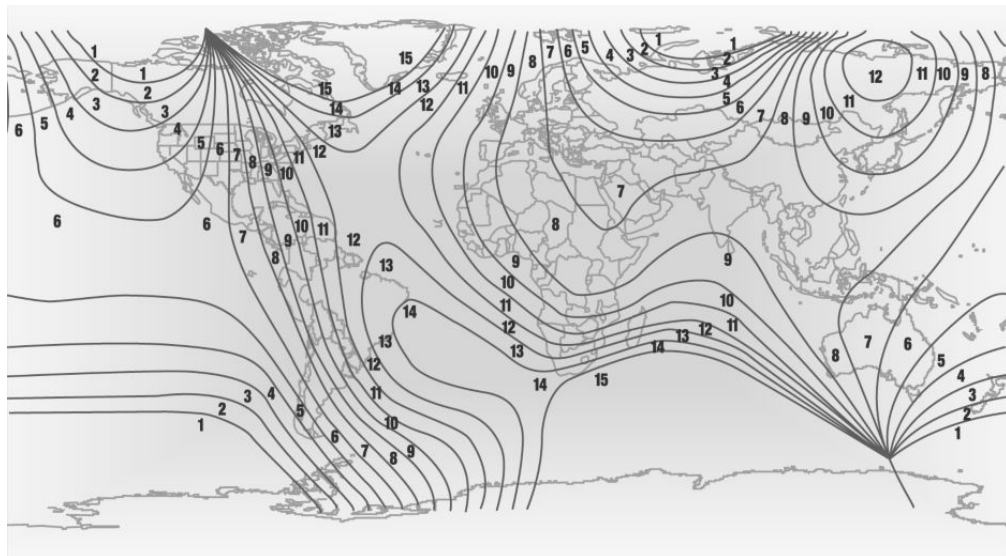 1 7 6 5 4 3 2 1 1
2 1 15 10 9 8 2 12 11 10 9 8
3 2 15 14 13 11 3
6 5 4 3 14 12 4 11 10
4 13 5 6 7 8 9
5 6 7 8 9 10 11 12
6 6 7 10 11 12 7 8
8 9 13 9 9
14 10 11 12 13 14 10 11 12 13 14 15
13 12 11 8 7 6 5
1 2 3 4 5 6 7 8 9 10 4 3 2 1